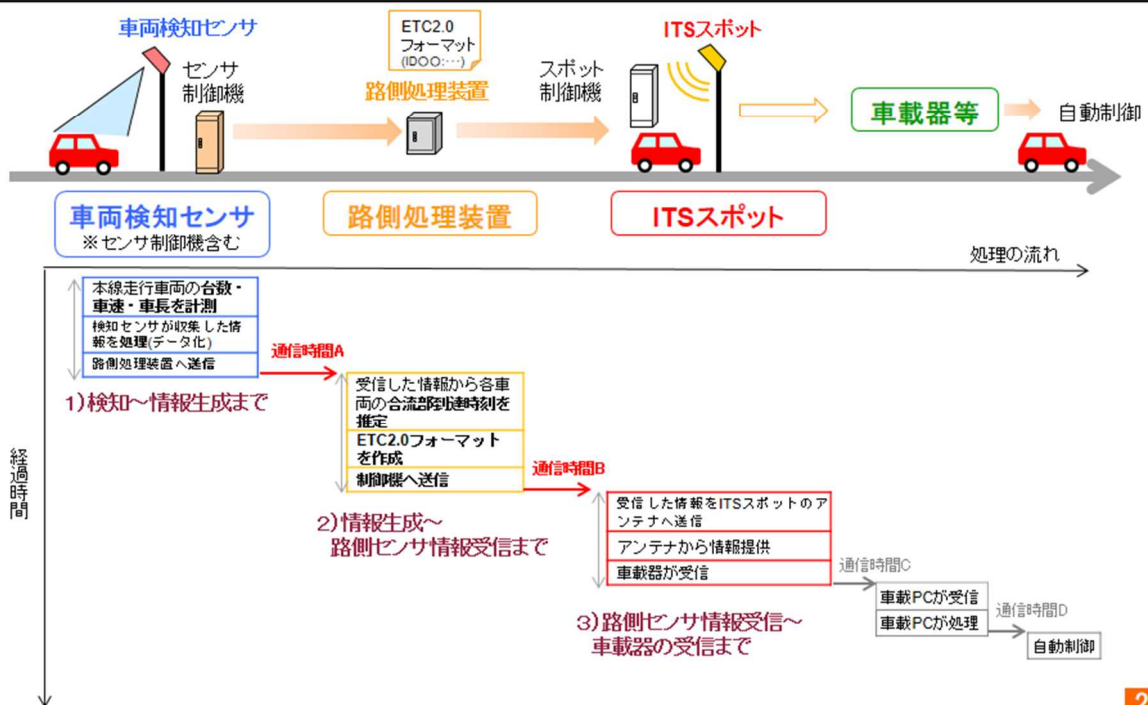 車両検知センサ
センサ
制御機
ETC2.0
フォーマット
(IDOO:…)
路側処理装置
スポット
制御機
ITSスポット
車載器等
自動制御
車両検知センサ
※センサ制御機含む
路側処理装置
ITSスポット
処理の流れ
経過時間
本線走行車両の台数・
車速・車長を計測
検知センサが収集した情
報を処理(データ化)
路側処理装置へ送信
通信時間A
1)検知～情報生成まで
受信した情報から各車
両の合流部到達時刻を
推定
ETC2.0フォーマット
を作成
制御機へ送信
通信時間B
2)情報生成～
路側センサ情報受信まで
受信した情報をITSスポットのア
ンテナへ送信
アンテナから情報提供
車載器が受信
通信時間C
3)路側センサ情報受信～
車載器の受信まで
車載PCが受信
車載PCが処理
通信時間D
自動制御
2